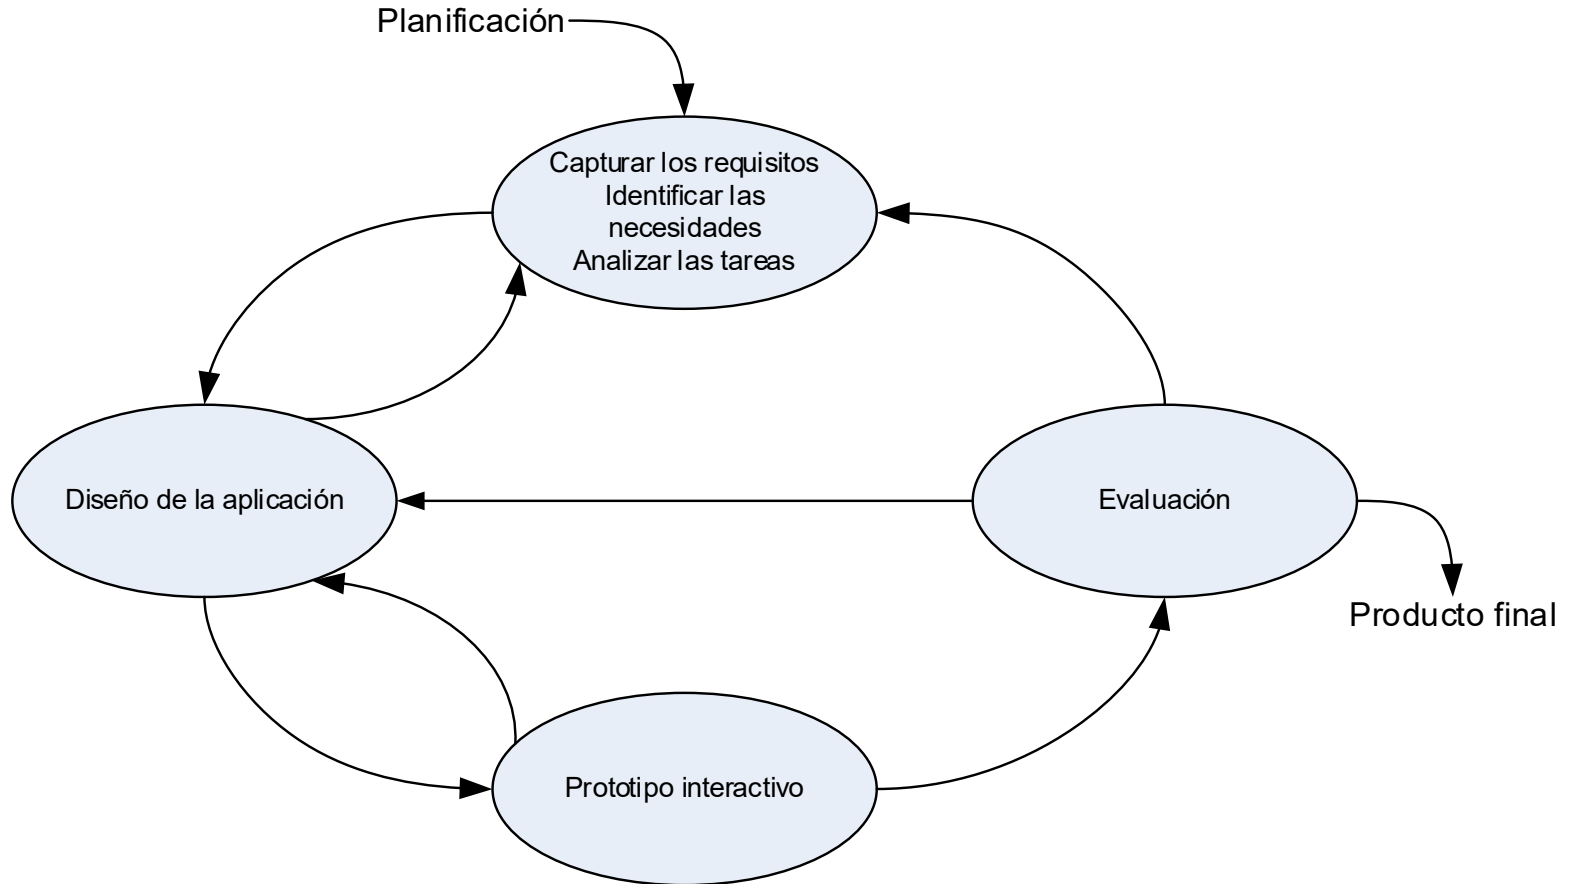 Planificación
Capturar los requisitos
Identificar las
necesidades
Analizar las tareas
Diseño de la aplicación
Evaluación
Producto final
Prototipo interactivo